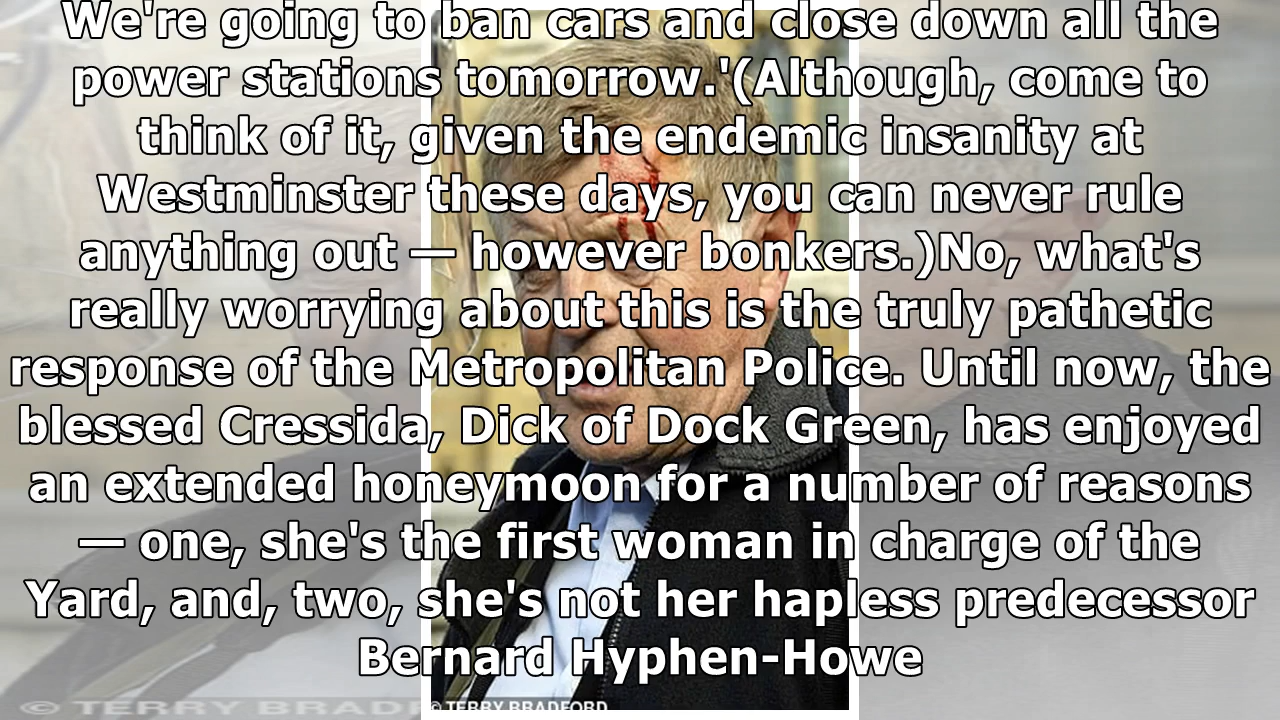 We're going to ban cars and close down all the
power stations tomorrow.'(Although, come to
think of it, given the endemic insanity at
Westminster these days, you can never rule
anything out — however bonkers.)No, what's
really worrying about this is the truly pathetic
response of the Metropolitan Police. Until now, the
blessed Cressida, Dick of Dock Green, has enjoyed
an extended honeymoon for a number of reasons
— one, she's the first woman in charge of the
Yard, and, two, she's not her hapless predecessor
Bernard Hyphen-Howe
© TERRY BRADF
© TERRY BRADFORD